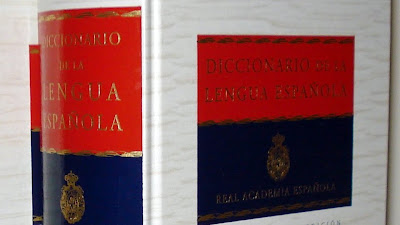 DICCIONARIO
DE LA
LENGUA
ESPAÑOLA
DICCIONARIO DE LA
LENGUA ESPAÑOLA
REAL ACADEMIA ESPAÑOLA